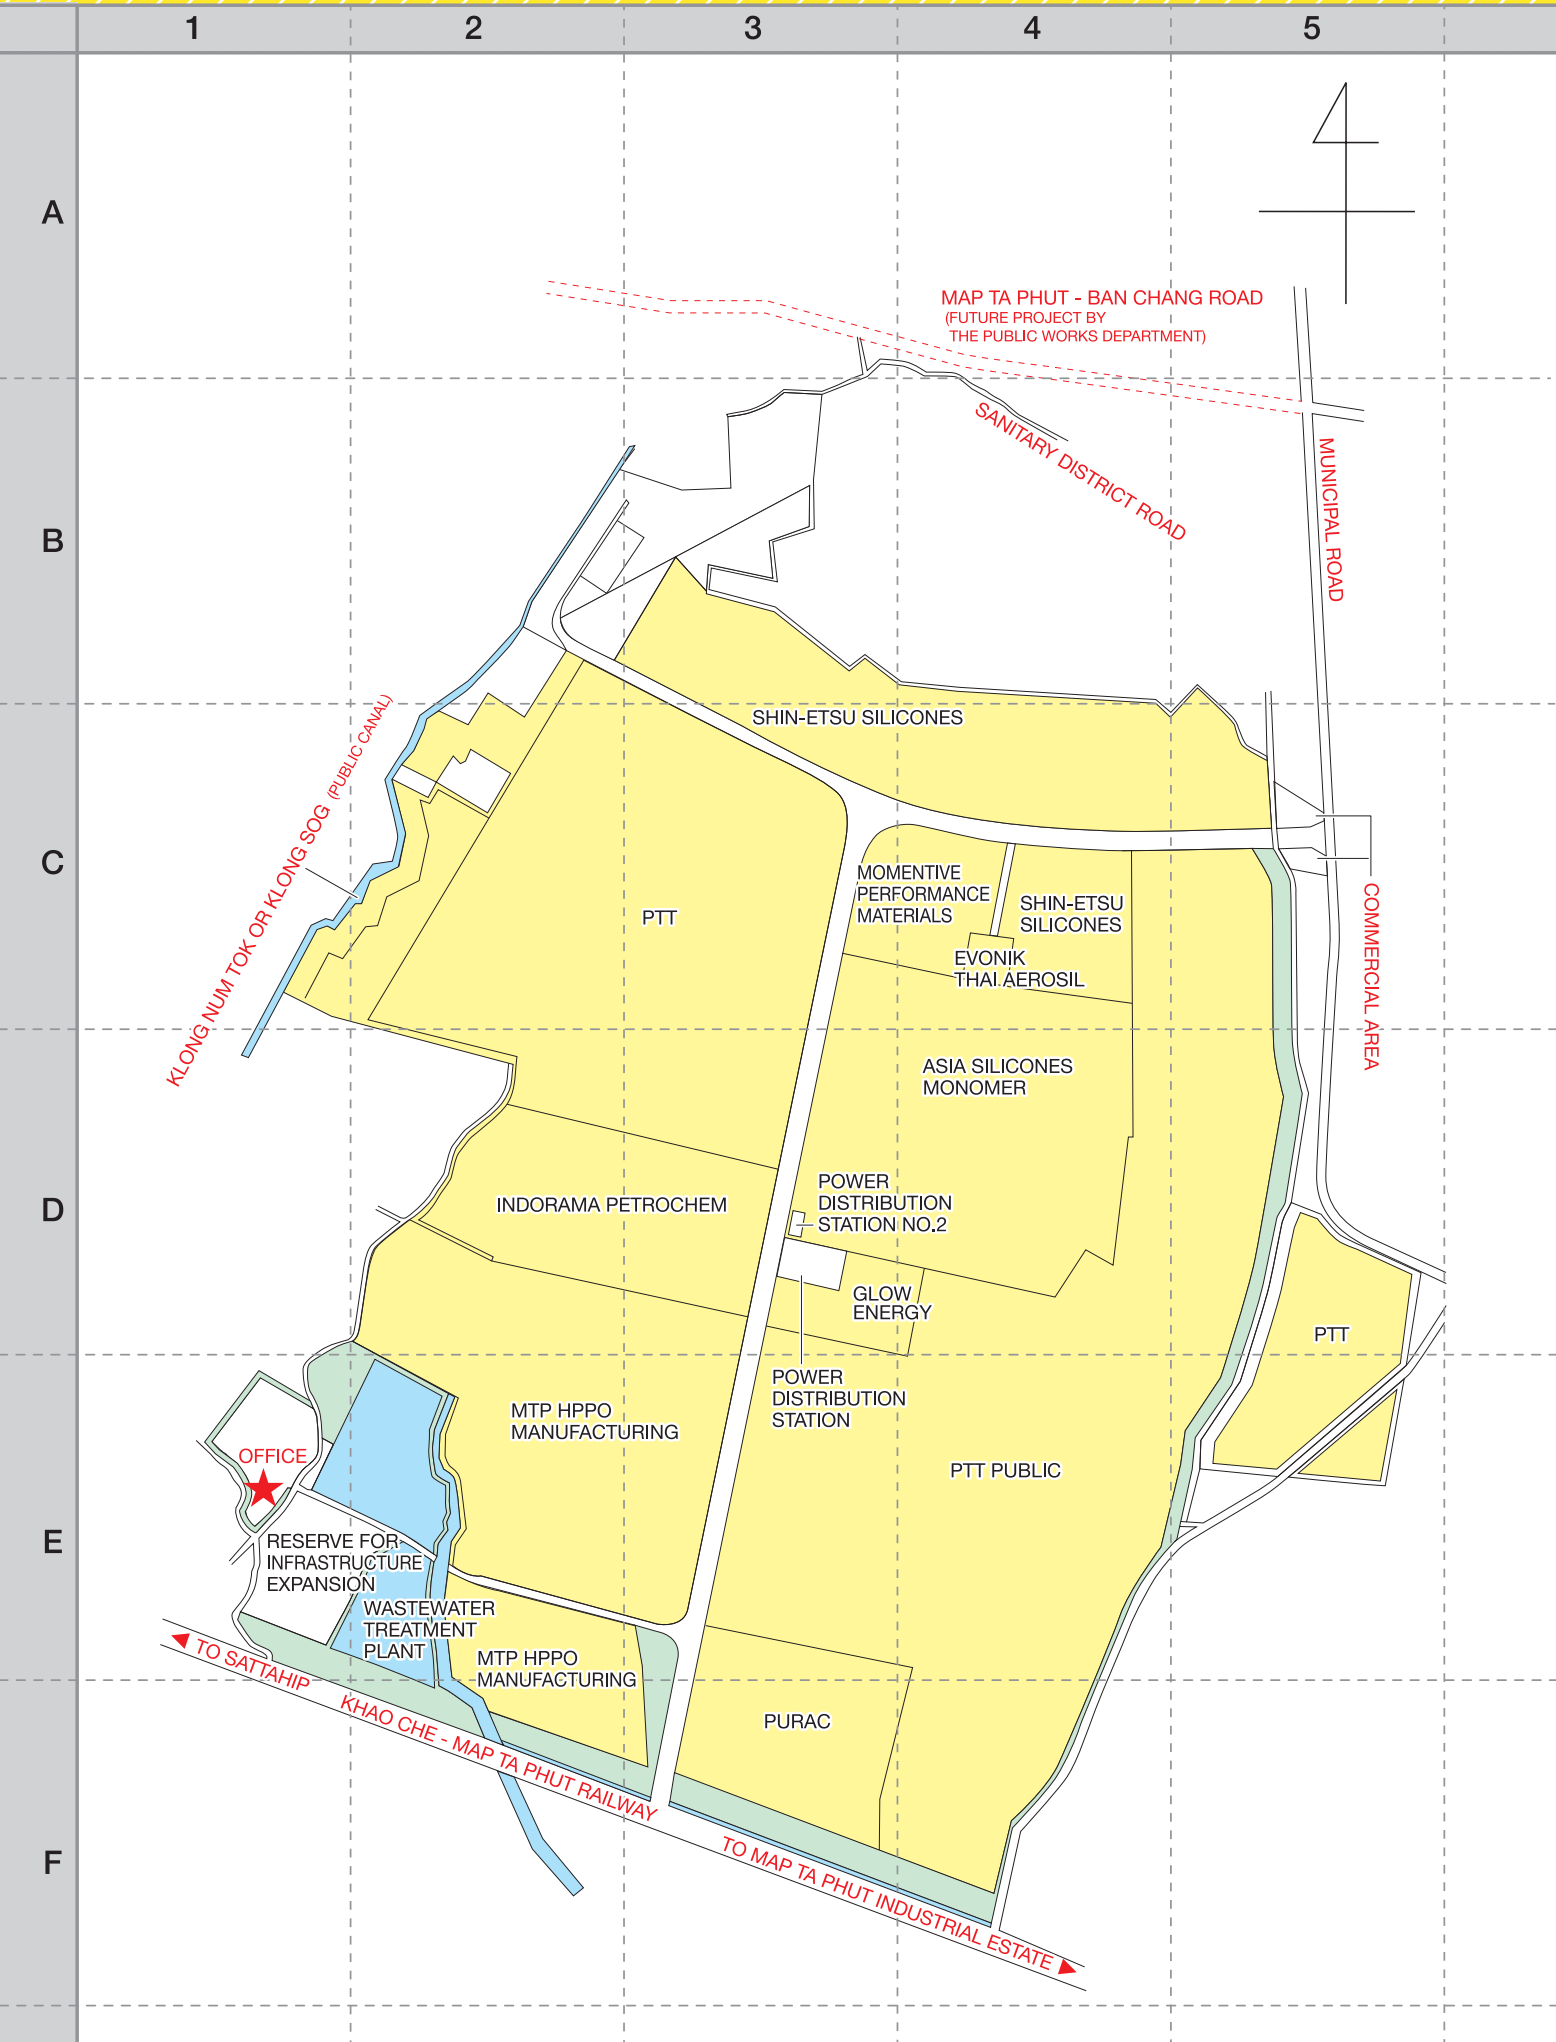 1
2
3
4
5
A
B
C
D
E
F
MAP TA PHUT - BAN CHANG ROAD
(FUTURE PROJECT BY
THE PUBLIC WORKS DEPARTMENT)
SANITARY DISTRICT ROAD
MUNICIPAL ROAD
KLONG NUM TOK OR KLONG SOG (PUBLIC CANAL)
SHIN-ETSU SILICONES
PTT
MOMENTIVE
PERFORMANCE
MATERIALS
SHIN-ETSU
SILICONES
EVONIK
THAI AEROSIL
COMMERCIAL AREA
ASIA SILICONES
MONOMER
INDORAMA PETROCHEM
POWER
DISTRIBUTION
STATION NO.2
GLOW
ENERGY
PTT
POWER
DISTRIBUTION
STATION
MTP HPPO
MANUFACTURING
OFFICE
PTT PUBLIC
RESERVE FOR
INFRASTRUCTURE
EXPANSION
WASTEWATER
TREATMENT
PLANT
MTP HPPO
MANUFACTURING
PURAC
TO SATTAHIP
KHAO CHE - MAP TA PHUT RAILWAY
TO MAP TA PHUT INDUSTRIAL ESTATE